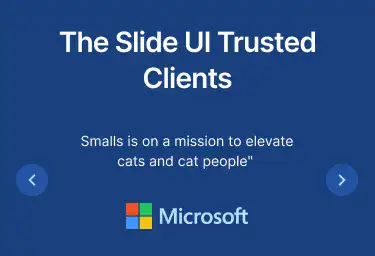 The Slide UI Trusted
Clients
Smalls is on a mission to elevate
cats and cat people"
Microsoft